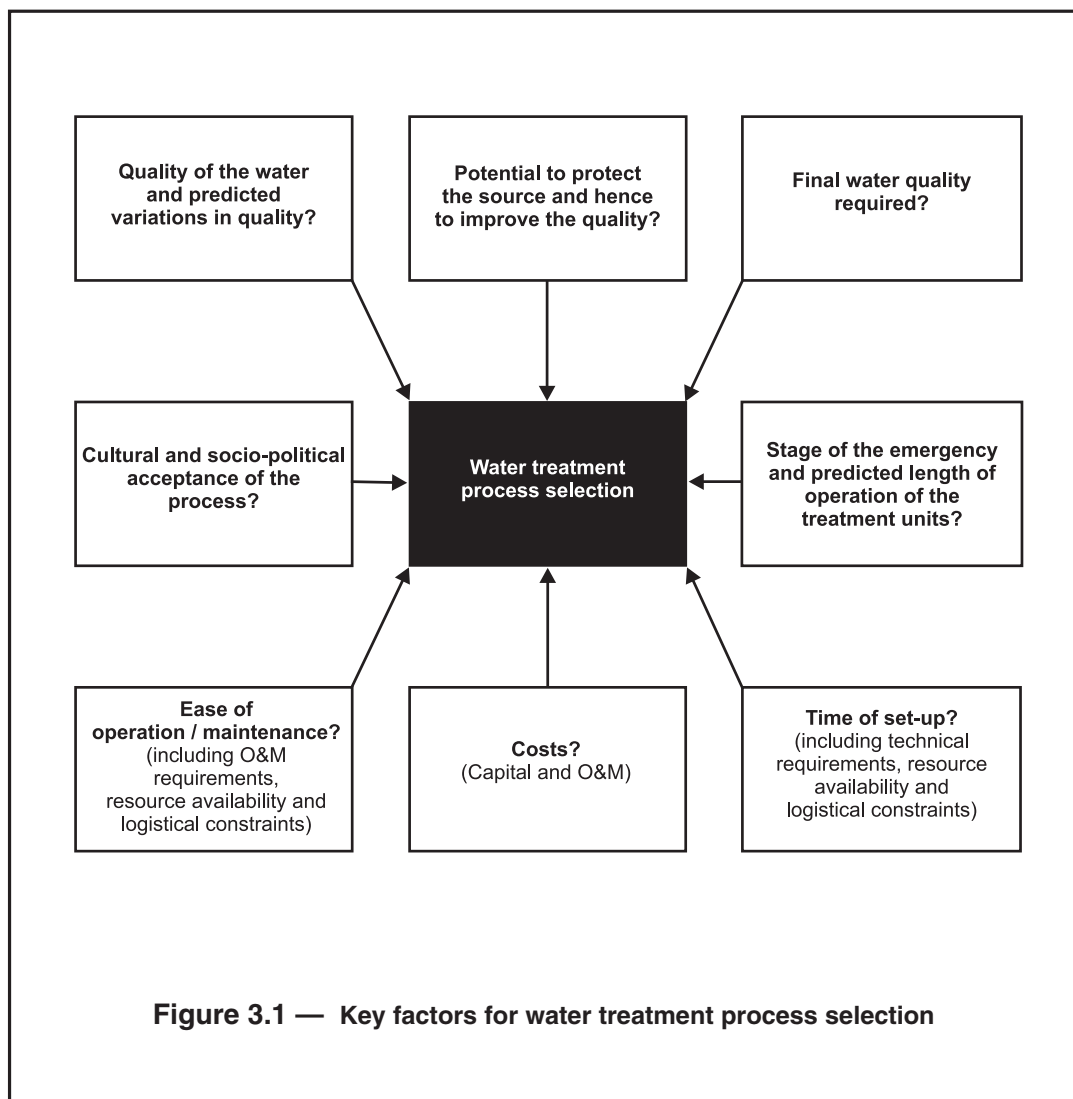 Quality of the water
and predicted
variations in quality?
Potential to protect
the source and hence
to improve the quality?
Final water quality
required?
Cultural and socio-political
acceptance of the
process?
Water treatment
process selection
Stage of the emergency
and predicted length of
operation of the
treatment units?
Ease of
operation / maintenance?
(including O&M
requirements,
resource availability and
logistical constraints)
Costs?
(Capital and O&M)
Time of set-up?
(including technical
requirements, resource
availability and
logistical constraints)
Figure 3.1 — Key factors for water treatment process selection